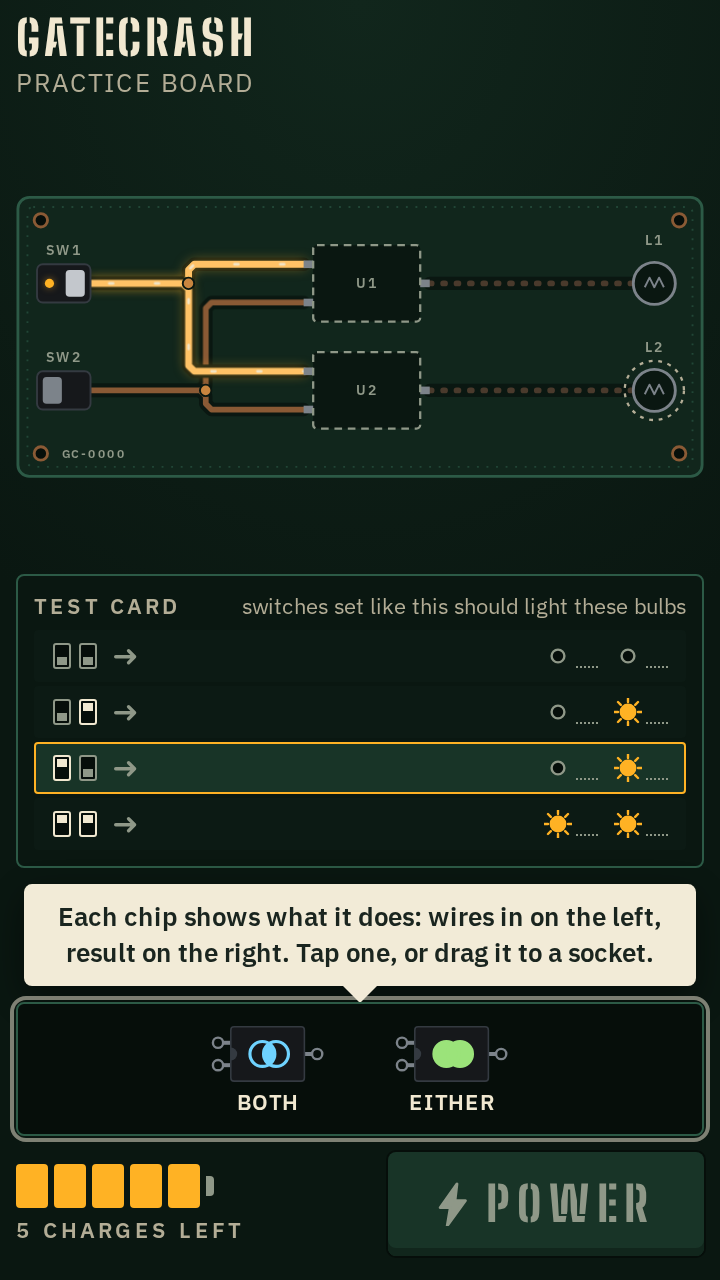 GATECRASH
PRACTICE BOARD
SW1
L1
U1
SW2
L2
U2
GC-0000
TEST CARD
switches set like this should light these bulbs
Each chip shows what it does: wires in on the left,
result on the right. Tap one, or drag it to a socket.
BOTH
EITHER
POWER
5 CHARGES LEFT